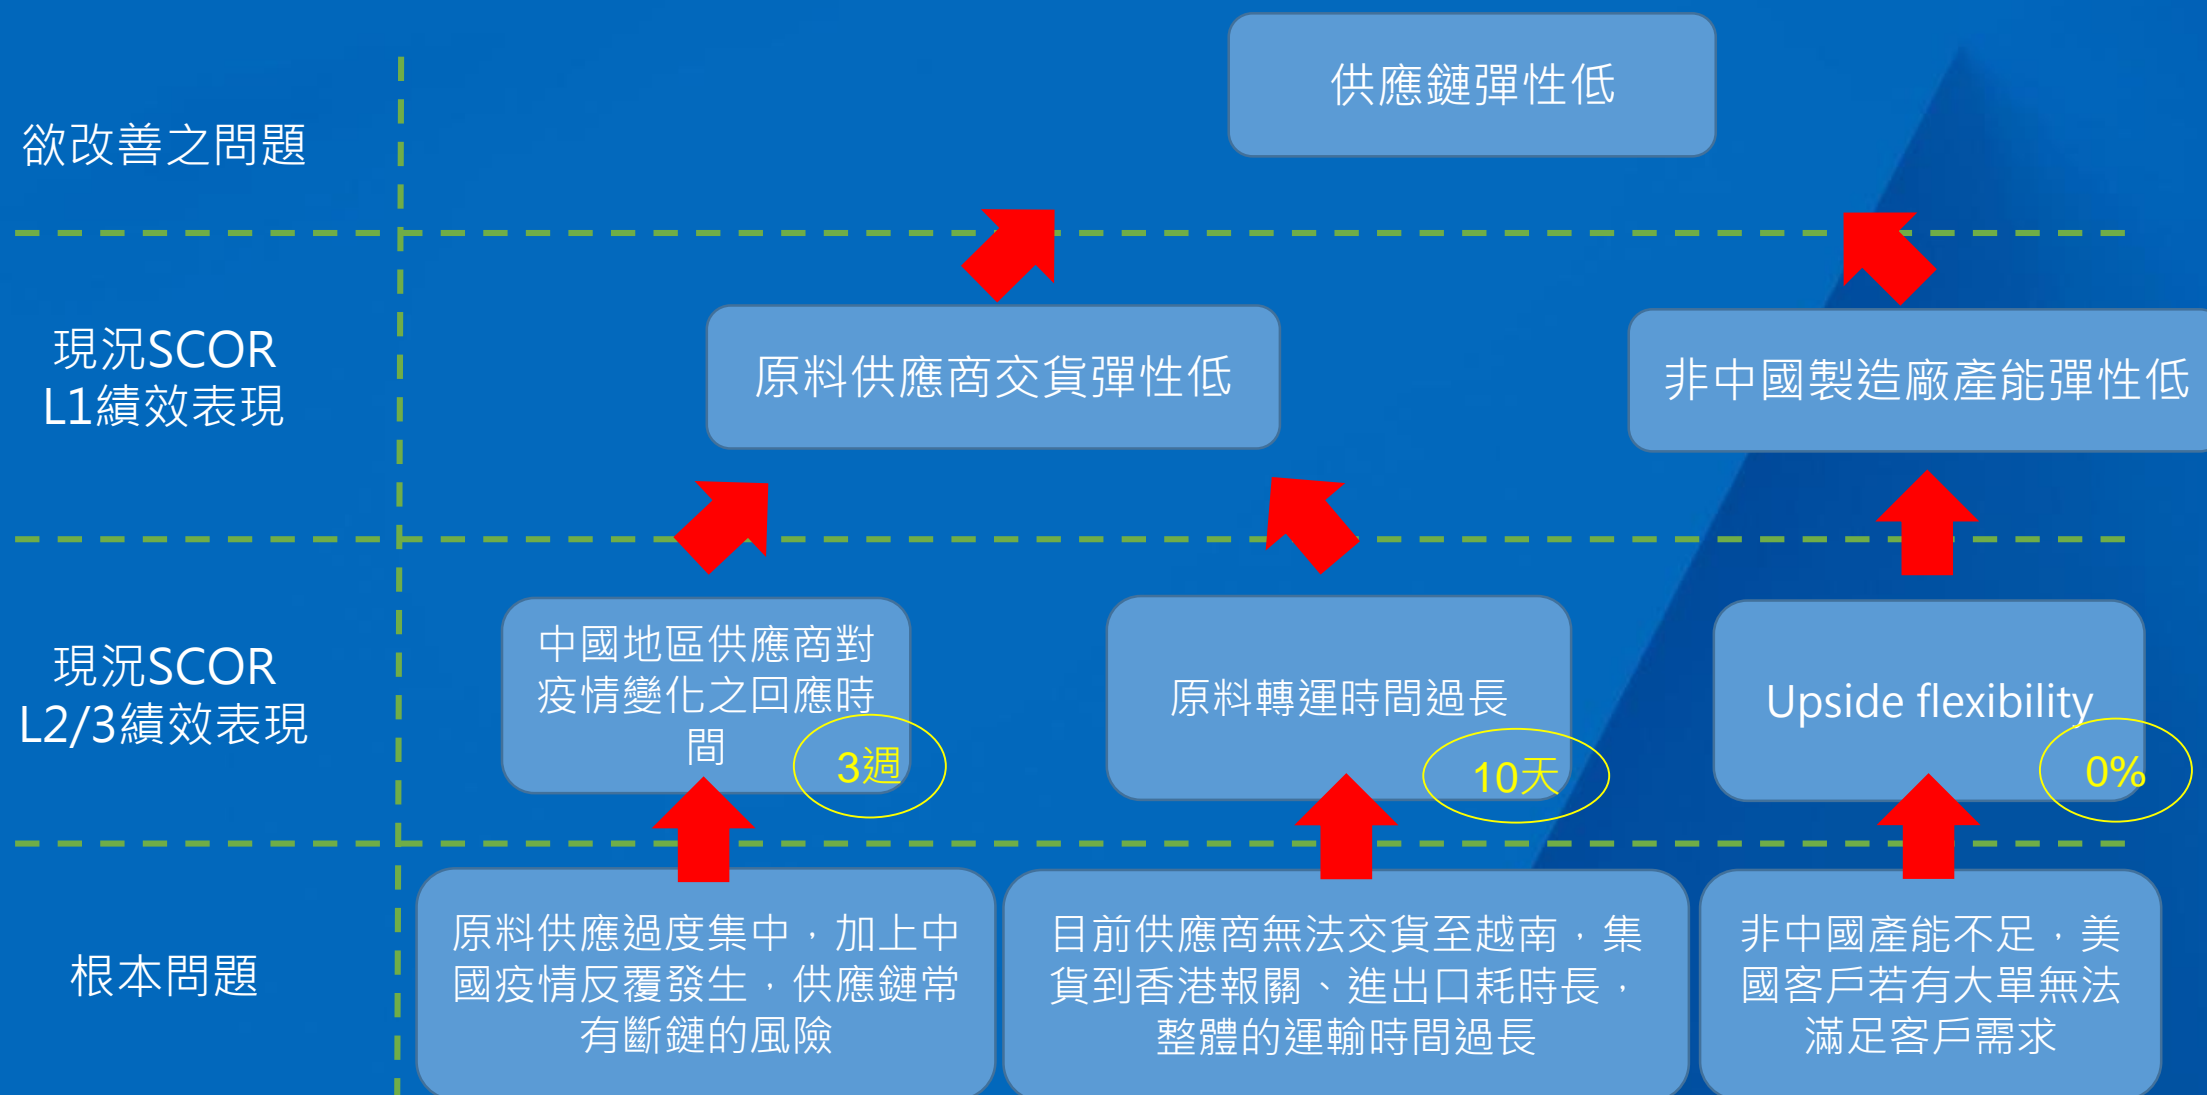 供應鏈彈性低
欲改善之問題
現況SCOR
L1績效表現
原料供應商交貨彈性低
非中國製造廠產能彈性低
現況SCOR
L2/3績效表現
中國地區供應商對
疫情變化之回應時
間
3週
原料轉運時間過長
10天
Upside flexibility
0%
根本問題
原料供應過度集中，加上中
國疫情反覆發生，供應鏈常
有斷鏈的風險
目前供應商無法交貨至越南，集
貨到香港報關、進出口耗時長，
整體的運輸時間過長
非中國產能不足，美
國客戶若有大單無法
滿足客戶需求